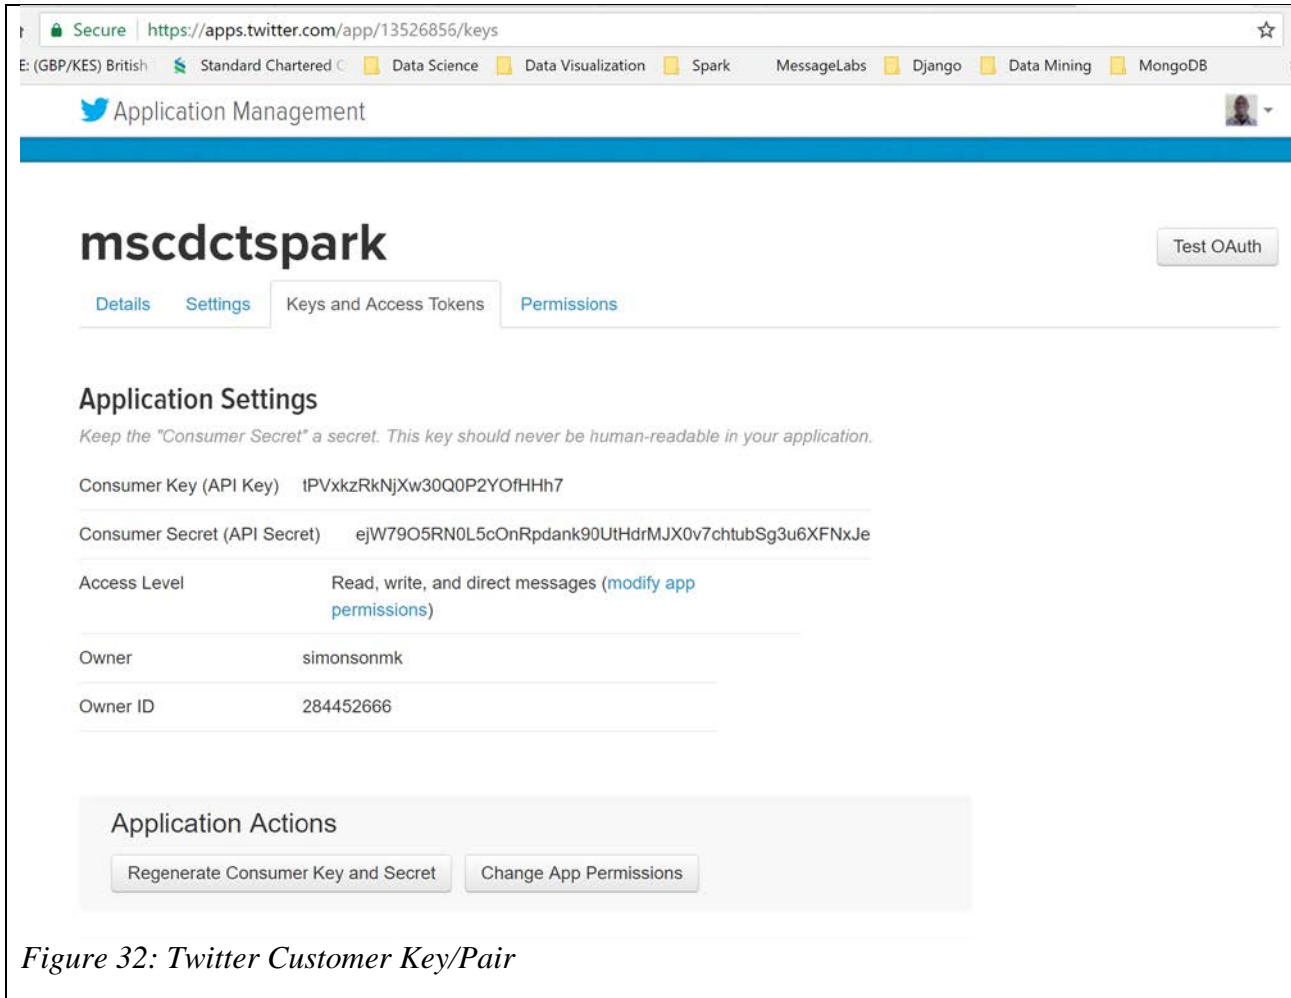 Secure | https://apps.twitter.com/app/13526856/keys
E: (GBP/KES) British Standard Chartered C Data Science Data Visualization Spark MessageLabs Django Data Mining MongoDB
Application Management
mscdctspark
Test OAuth
Details Settings Keys and Access Tokens Permissions
Application Settings
Keep the "Consumer Secret" a secret. This key should never be human-readable in your application.
Consumer Key (API Key) tPVxkzRkNjXw30Q0P2YOfHHh7
Consumer Secret (API Secret) ejW79O5RN0L5cOnRpdank90UtHdrMJX0v7chtubSg3u6XFNxJe
Access Level Read, write, and direct messages (modify app
permissions)
Owner simonsonmk
Owner ID 284452666
Application Actions
Regenerate Consumer Key and Secret Change App Permissions
Figure 32: Twitter Customer Key/Pair